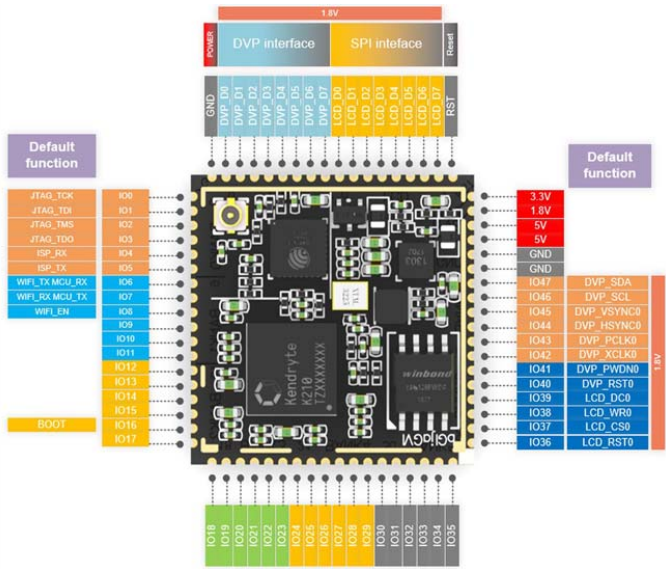 1.8V
POWER
DVP interface
SPI inteface
Reset
GND
DVP_D0
DVP_D1
DVP_D2
DVP_D3
DVP_D4
DVP_D5
DVP_D6
DVP_D7
LCD_D0
LCD_D1
LCD_D2
LCD_D3
LCD_D4
LCD_D5
LCD_D6
LCD_D7
RST
Default
function
JTAG_TCK IO0
JTAG_TDI IO1
JTAG_TMS IO2
JTAG_TDO IO3
ISP_RX IO4
ISP_TX IO5
WIFI_TX MCU_RX IO6
WIFI_RX MCU_TX IO7
WIFI_EN IO8
IO9
IO10
IO11
IO12
IO13
IO14
IO15
BOOT IO16
IO17
Kendryte
K210
TZXXXXXXX
winbond
Default
function
3.3V
1.8V
5V
5V
GND
GND
IO47 DVP_SDA
IO46 DVP_SCL
IO45 DVP_VSYNC0
IO44 DVP_HSYNC0
IO43 DVP_PCLK0
IO42 DVP_XCLK0
IO41 DVP_PWDN0
IO40 DVP_RST0
IO39 LCD_DC0
IO38 LCD_WR0
IO37 LCD_CS0
IO36 LCD_RST0
1.8V
IO18
IO19
IO20
IO21
IO22
IO23
IO24
IO25
IO26
IO27
IO28
IO29
IO30
IO31
IO32
IO33
IO34
IO35